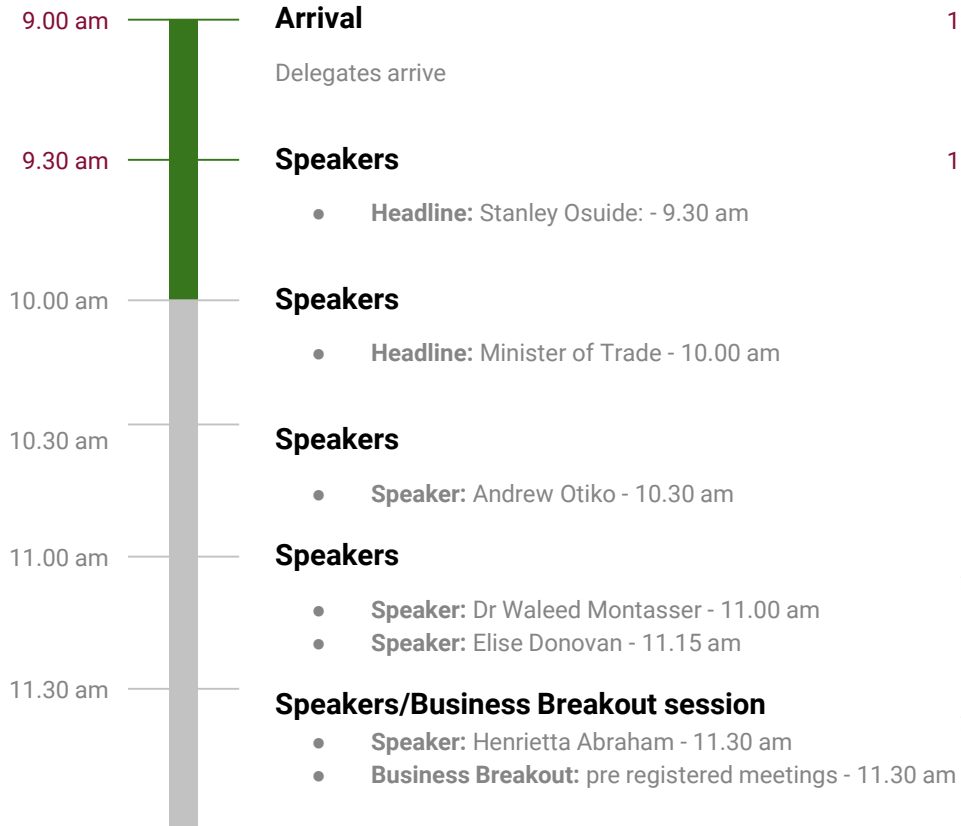 9.00 am Arrival 1
Delegates arrive
9.30 am Speakers 1
● Headline: Stanley Osuide: - 9.30 am
10.00 am Speakers
● Headline: Minister of Trade - 10.00 am
10.30 am Speakers
● Speaker: Andrew Otiko - 10.30 am
11.00 am Speakers
● Speaker: Dr Waleed Montasser - 11.00 am
● Speaker: Elise Donovan - 11.15 am
11.30 am Speakers/Business Breakout session
● Speaker: Henrietta Abraham - 11.30 am
● Business Breakout: pre registered meetings - 11.30 am